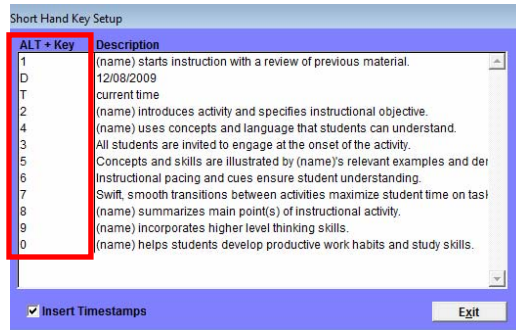 Short Hand Key Setup
ALT + Key Description
1 (name) starts instruction with a review of previous material.
D 12/08/2009
T current time
2 (name) introduces activity and specifies instructional objective.
4 (name) uses concepts and language that students can understand.
3 All students are invited to engage at the onset of the activity.
5 Concepts and skills are illustrated by (name)'s relevant examples and der
6 Instructional pacing and cues ensure student understanding.
7 Swift, smooth transitions between activities maximize student time on task
8 (name) summarizes main point(s) of instructional activity.
9 (name) incorporates higher level thinking skills.
0 (name) helps students develop productive work habits and study skills.
Insert Timestamps Exit